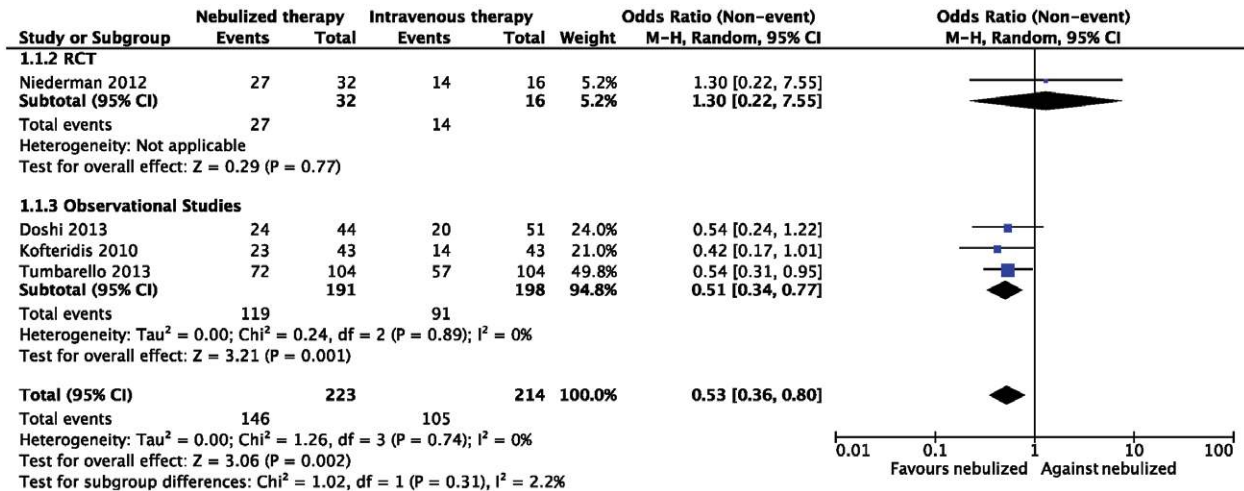 Nebulized therapy Intravenous therapy Odds Ratio (Non-event) Odds Ratio (Non-event)
Study or Subgroup Events Total Events Total Weight M-H, Random, 95% CI M-H, Random, 95% CI
1.1.2 RCT
Niederman 2012 27 32 14 16 5.2% 1.30 [0.22, 7.55]
Subtotal (95% CI) 32 16 5.2% 1.30 [0.22, 7.55]
Total events 27 14
Heterogeneity: Not applicable
Test for overall effect: Z = 0.29 (P = 0.77)
1.1.3 Observational Studies
Doshi 2013 24 44 20 51 24.0% 0.54 [0.24, 1.22]
Kofteridis 2010 23 43 14 43 21.0% 0.42 [0.17, 1.01]
Tumbarello 2013 72 104 57 104 49.8% 0.54 [0.31, 0.95]
Subtotal (95% CI) 191 198 94.8% 0.51 [0.34, 0.77]
Total events 119 91
Heterogeneity: Tau² = 0.00; Chi² = 0.24, df = 2 (P = 0.89); I² = 0%
Test for overall effect: Z = 3.21 (P = 0.001)
Total (95% CI) 223 214 100.0% 0.53 [0.36, 0.80]
Total events 146 105
Heterogeneity: Tau² = 0.00; Chi² = 1.26, df = 3 (P = 0.74); I² = 0%
Test for overall effect: Z = 3.06 (P = 0.002)
Test for subgroup differences: Chi² = 1.02, df = 1 (P = 0.31), I² = 2.2%
0.01 0.1 1 10 100
Favours nebulized Against nebulized